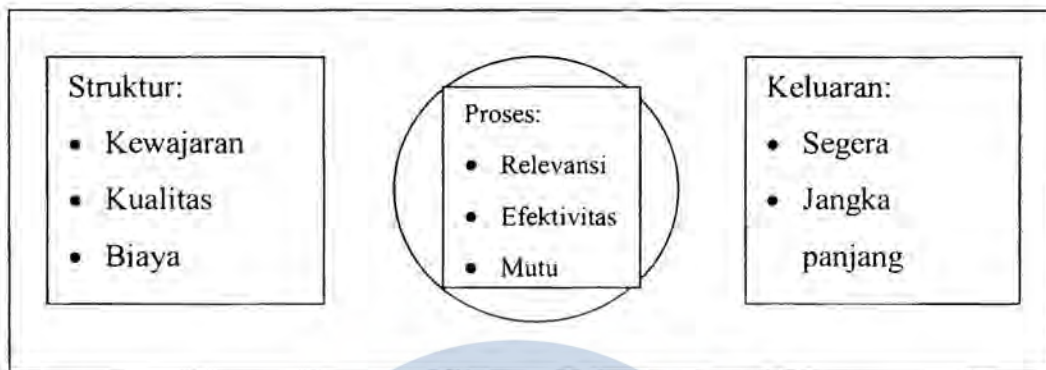 Struktur:
• Kewajaran
• Kualitas
• Biaya
Proses:
• Relevansi
• Efektivitas
• Mutu
Keluaran:
• Segera
• Jangka
panjang